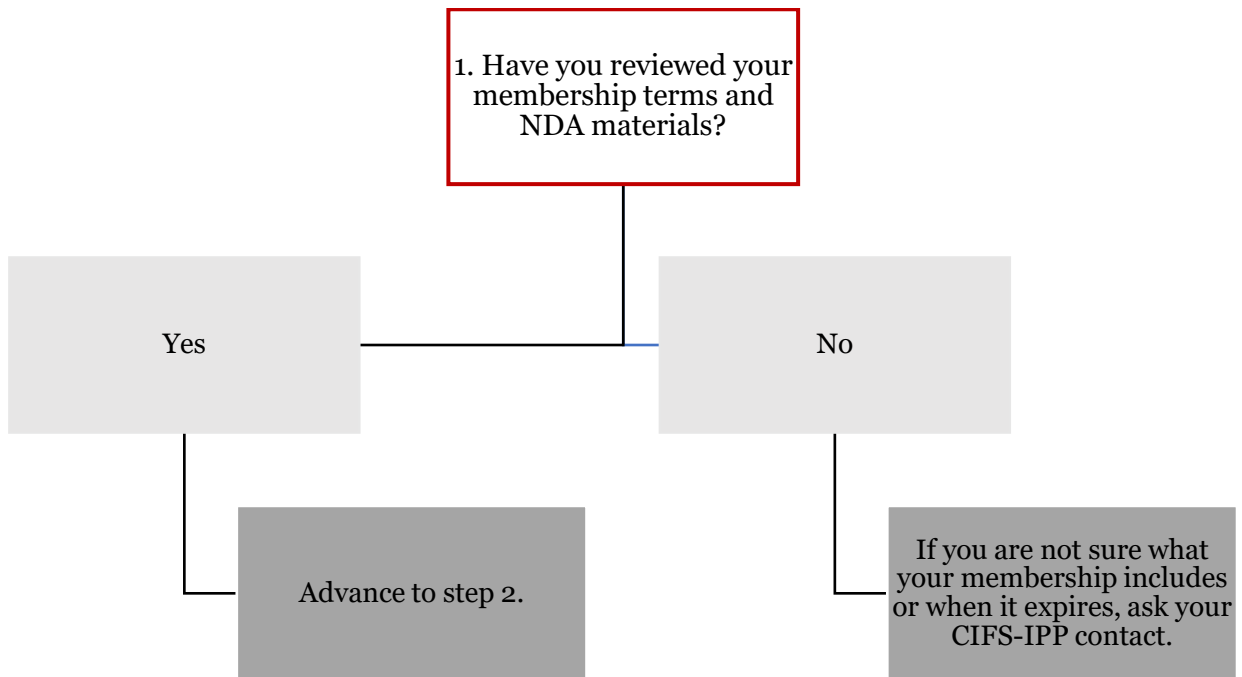 1. Have you reviewed your
membership terms and
NDA materials?
Yes
No
Advance to step 2.
If you are not sure what
your membership includes
or when it expires, ask your
CIFS-IPP contact.